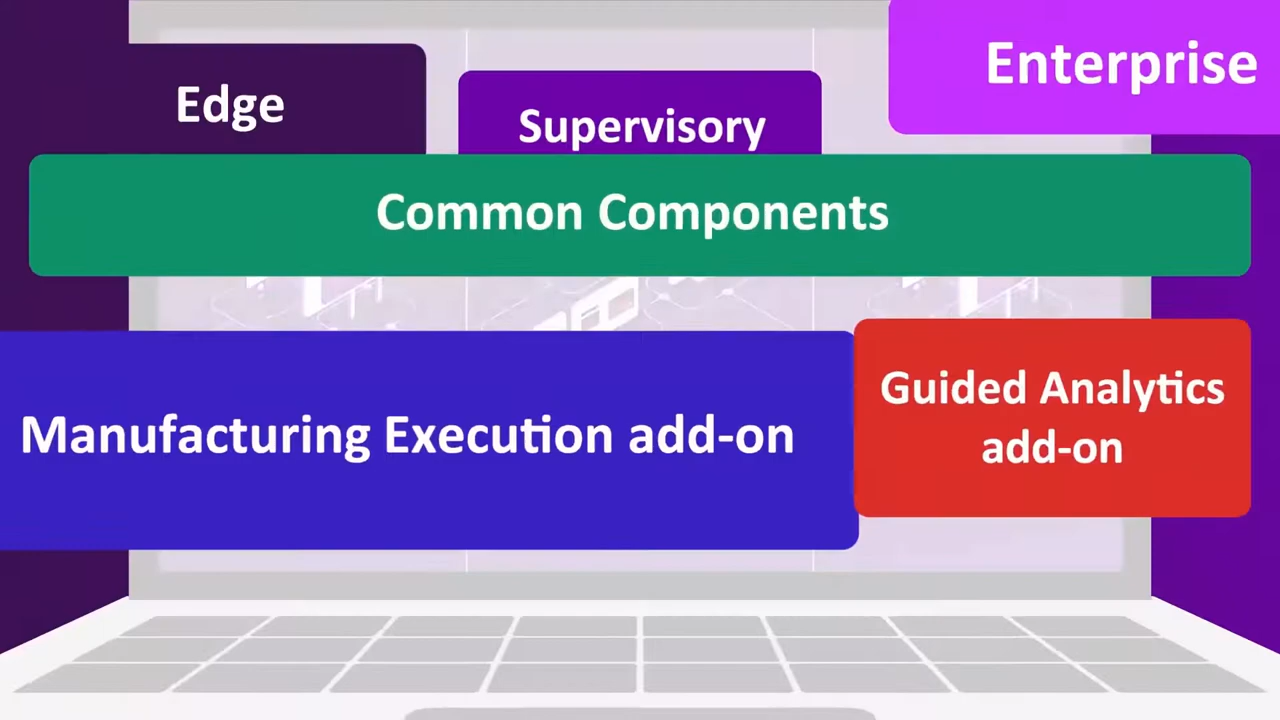 Edge
Supervisory
Enterprise
Common Components
Manufacturing Execution add-on
Guided Analytics
add-on